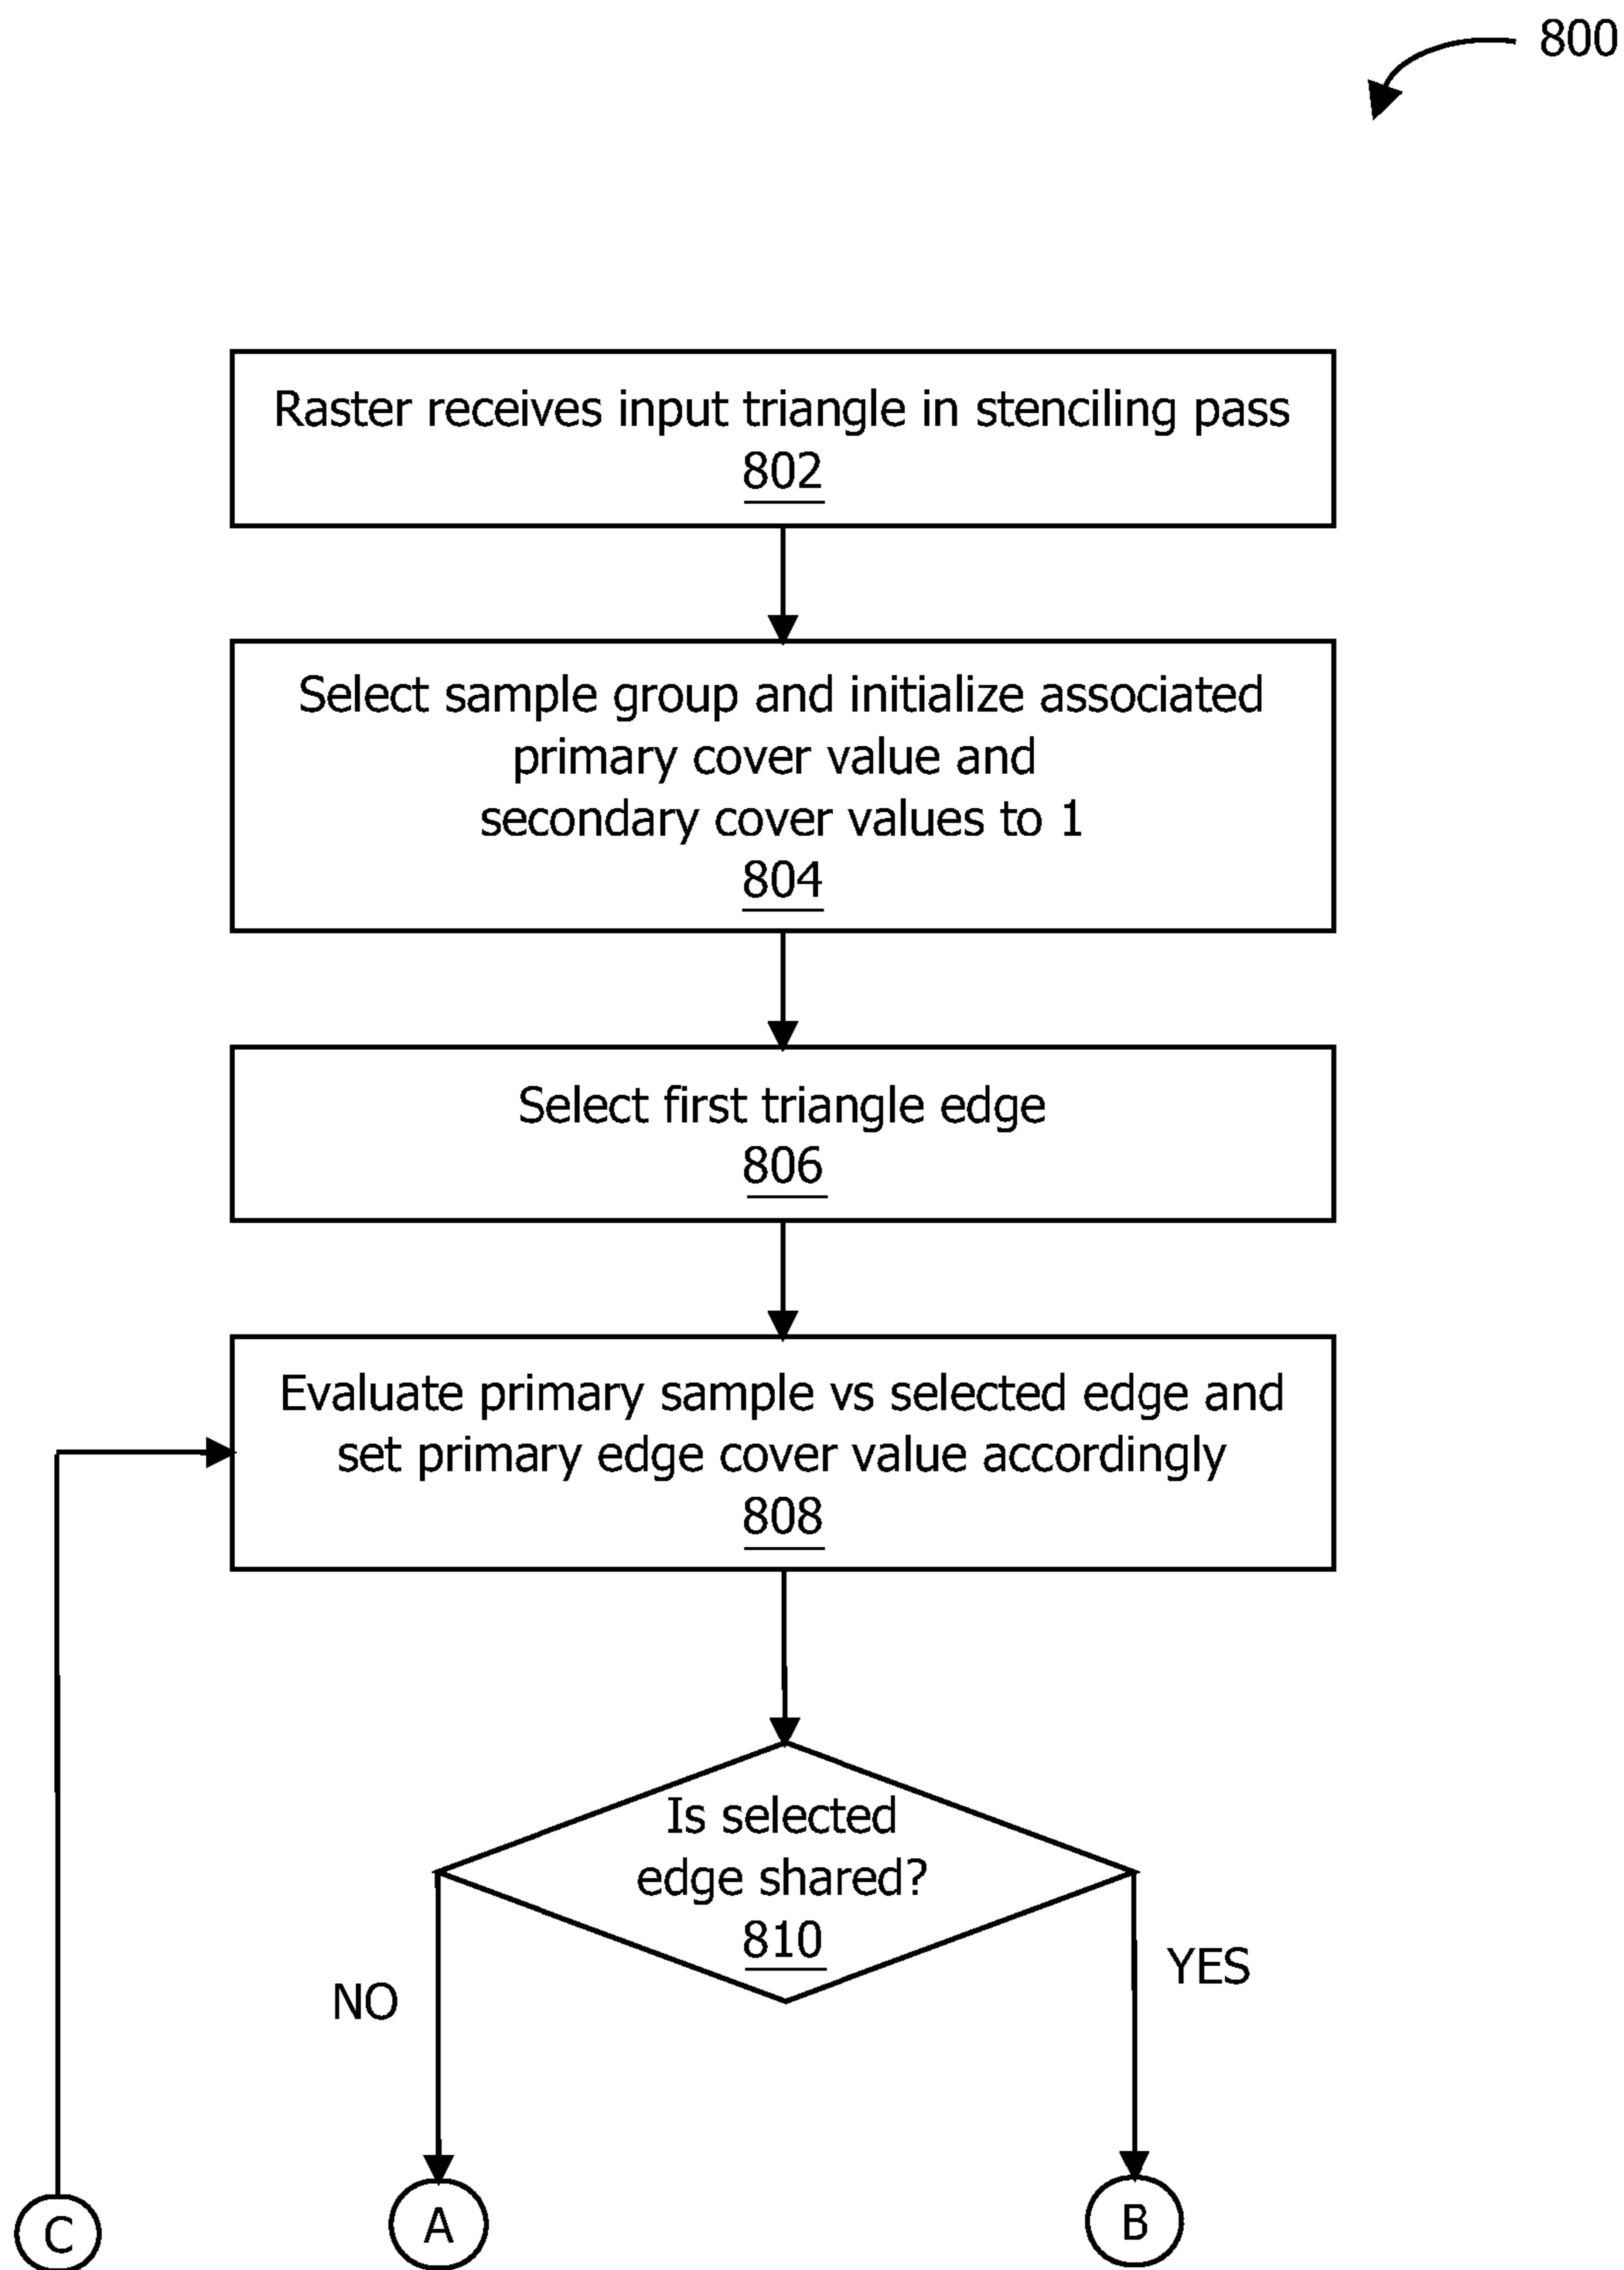 800
Raster receives input triangle in stenciling pass
802
Select sample group and initialize associated
primary cover value and
secondary cover values to 1
804
Select first triangle edge
806
Evaluate primary sample vs selected edge and
set primary edge cover value accordingly
808
Is selected
edge shared?
810
NO
YES
C
A
B